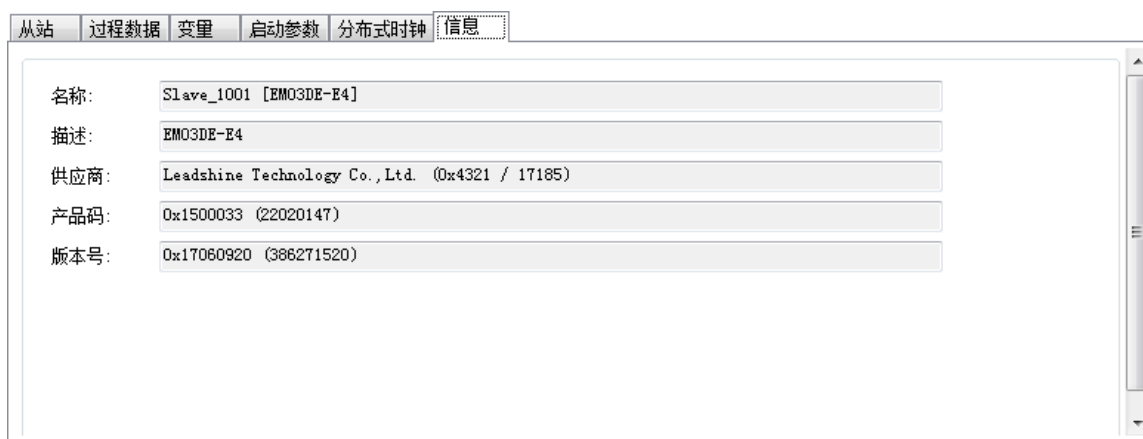 从站 过程数据 变量 启动参数 分布式时钟 信息
名称: Slave_1001 [EM03DE-E4]
描述: EM03DE-E4
供应商: Leadshine Technology Co.,Ltd. (0x4321 / 17185)
产品码: 0x1500033 (22020147)
版本号: 0x17060920 (386271520)